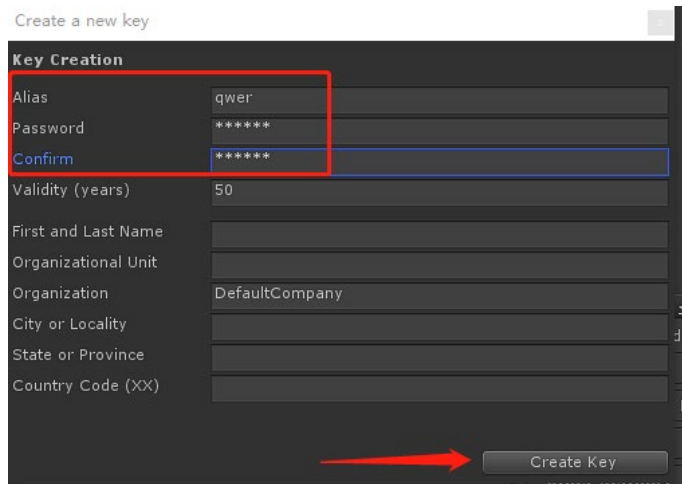 Create a new key
x
Key Creation
Alias qwer
Password ******
Confirm ******
Validity (years) 50
First and Last Name
Organizational Unit
Organization DefaultCompany
City or Locality
State or Province
Country Code (XX)
Create Key